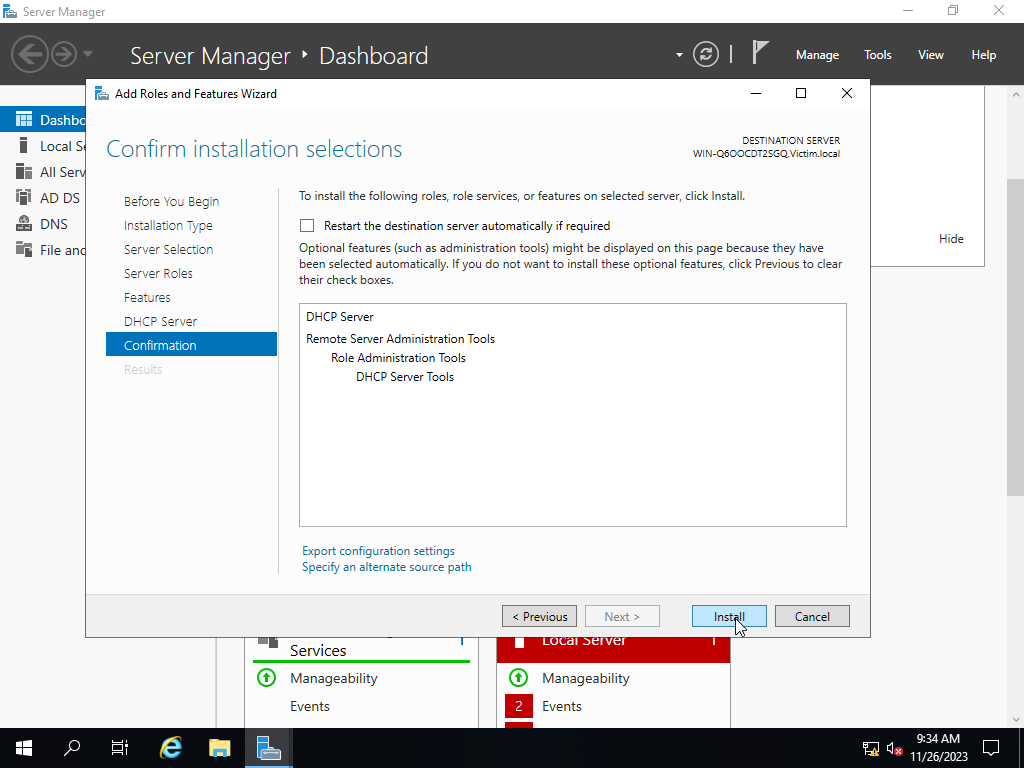 Server Manager
Server Manager • Dashboard
Manage Tools View Help
Add Roles and Features Wizard
Dashbc
Local Se
All Serv
AD DS
DNS
File and
Confirm installation selections
DESTINATION SERVER
WIN-Q6OOCDT2SGQ.Victim.local
Before You Begin
Installation Type
Server Selection
Server Roles
Features
DHCP Server
Confirmation
Results
To install the following roles, role services, or features on selected server, click Install.
Restart the destination server automatically if required
Optional features (such as administration tools) might be displayed on this page because they have
been selected automatically. If you do not want to install these optional features, click Previous to clear
their check boxes.
DHCP Server
Remote Server Administration Tools
Role Administration Tools
DHCP Server Tools
Export configuration settings
Specify an alternate source path
< Previous Next > Install Cancel
Hide
Services 1
Manageability
Events
Local Server 1
Manageability
2 Events
9:34 AM
11/26/2023